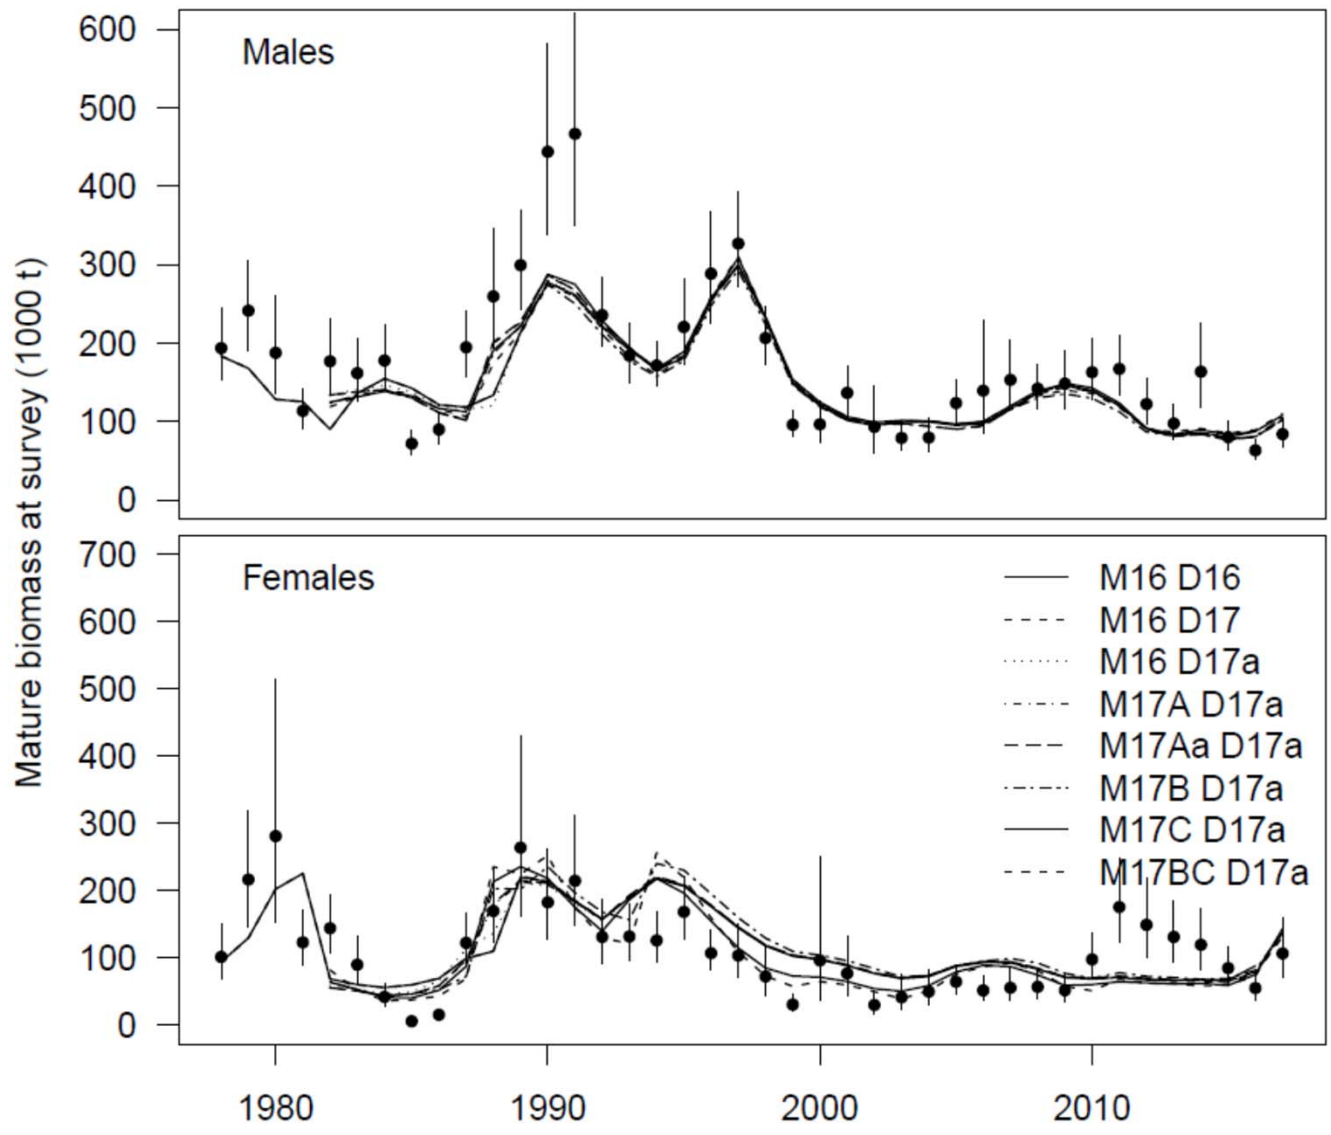 Mature biomass at survey (1000 t)
600
500
400
300
200
100
0
Males
700
600
500
400
300
200
100
0
Females
M16 D16
M16 D17
M16 D17a
M17A D17a
M17Aa D17a
M17B D17a
M17C D17a
M17BC D17a
1980 1990 2000 2010